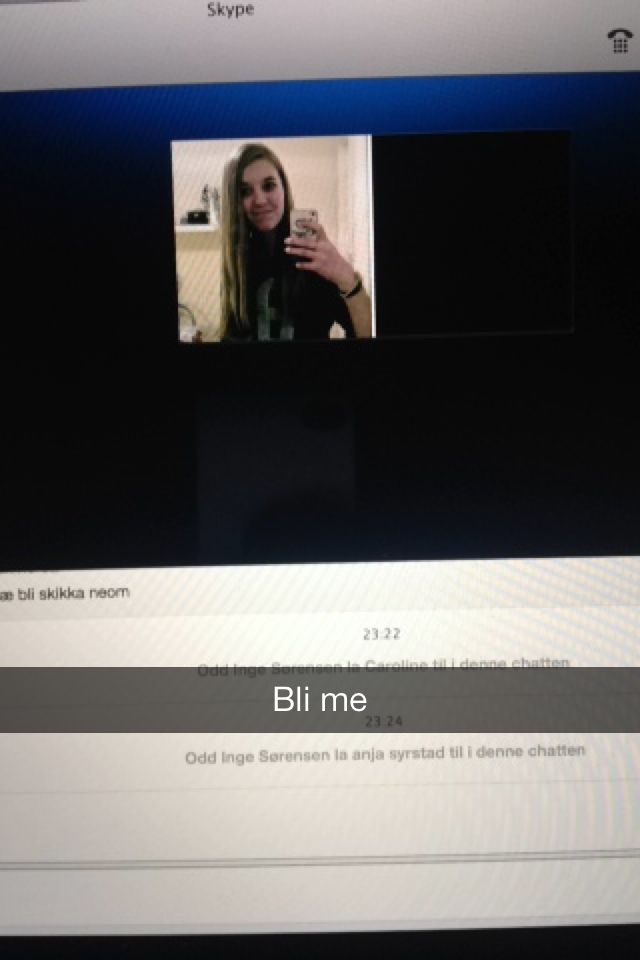 Skype
æ bli skikka neom
23:22
Odd Inge Sørensen la Caroline til i denne chatten
Bli me
23:24
Odd Inge Sørensen la anja syrstad til i denne chatten